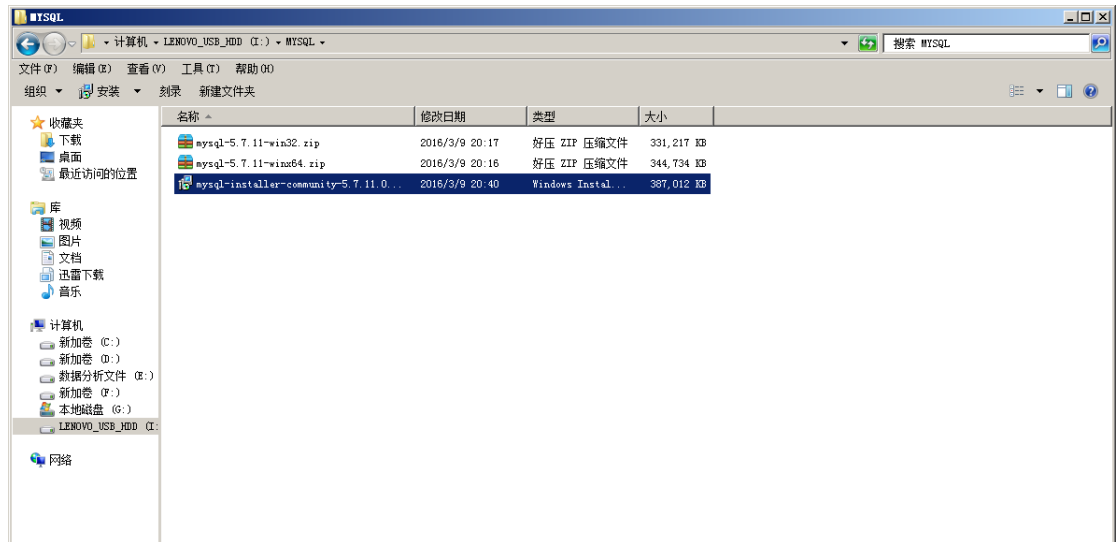 MYSQL
计算机 LENOVO_USB_HDD (I:) MYSQL
搜索 MYSQL
文件(F) 编辑(E) 查看(V) 工具(T) 帮助(H)
组织 安装 刻录 新建文件夹
名称 修改日期 类型 大小
mysql-5.7.11-win32.zip 2016/3/9 20:17 好压 ZIP 压缩文件 331,217 KB
mysql-5.7.11-winx64.zip 2016/3/9 20:16 好压 ZIP 压缩文件 344,734 KB
mysql-installer-community-5.7.11.0... 2016/3/9 20:40 Windows Instal... 387,012 KB
收藏夹
下载
桌面
最近访问的位置
库
视频
图片
文档
迅雷下载
音乐
计算机
新加卷 (C:)
新加卷 (D:)
数据分析文件 (E:)
新加卷 (F:)
本地磁盘 (G:)
LENOVO_USB_HDD (I:
网络